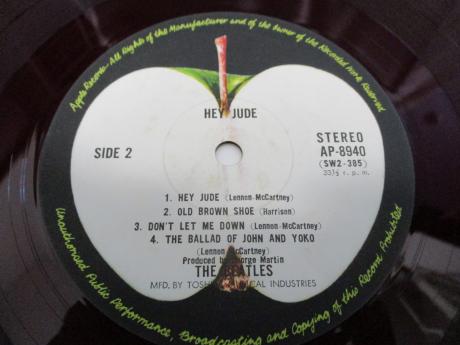 Apple Records—All Rights of the Manufacturer and of the Owner of the Recorded Work Reserved
HEY JUDE
SIDE 2
STEREO
AP-8940
(SW2-385)
33⅓ r. p. m.
1. HEY JUDE (Lennon-McCartney)
2. OLD BROWN SHOE (Harrison)
3. DON'T LET ME DOWN (Lennon-McCartney)
4. THE BALLAD OF JOHN AND YOKO
(Lennon-McCartney)
Produced by George Martin
THE BEATLES
MFD. BY TOSHIBA MUSICAL INDUSTRIES
Unauthorised Public Performance, Broadcasting and Copying of this Record Prohibited